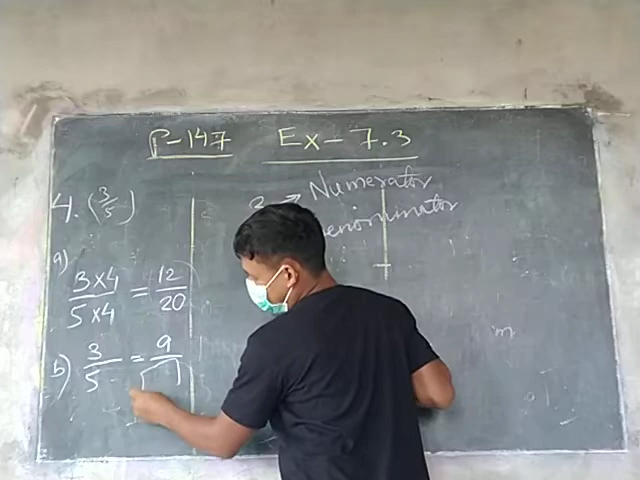 P-147 Ex-7.3
4. (3/5)
→ Numerator
Denominator
a)
3×4/5×4 = 12/20
b) 3/5 = 9/